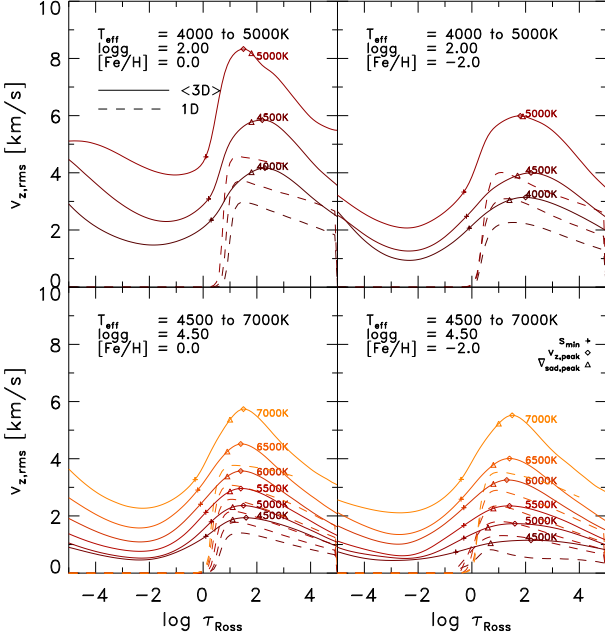 10
8
6
4
2
0
v_z,rms [km/s]
T_eff = 4000 to 5000K
logg = 2.00
[Fe/H] = 0.0
<3D>
1D
5000K
4500K
4000K
T_eff = 4000 to 5000K
logg = 2.00
[Fe/H] = −2.0
5000K
4500K
4000K
10
8
6
4
2
0
v_z,rms [km/s]
T_eff = 4500 to 7000K
logg = 4.50
[Fe/H] = 0.0
7000K
6500K
6000K
5500K
5000K
4500K
T_eff = 4500 to 7000K
logg = 4.50
[Fe/H] = −2.0
s_min +
v_z,peak ◇
∇_sad,peak △
7000K
6500K
6000K
5500K
5000K
4500K
−4 −2 0 2 4
−4 −2 0 2 4
log τ_Ross
log τ_Ross